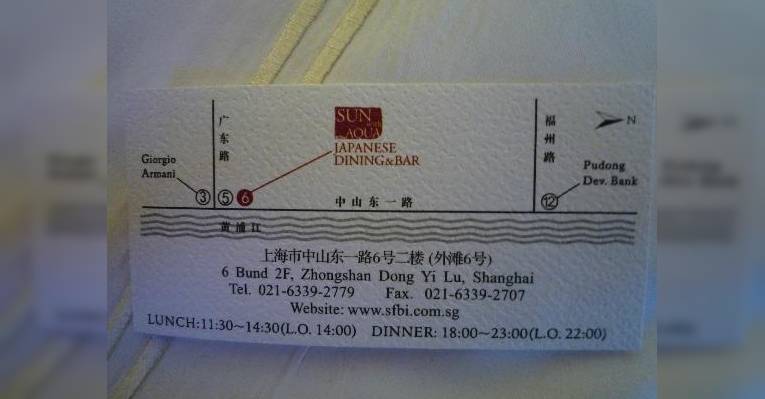 SUN with AQUA
JAPANESE
DINING&BAR
广东路
福州路
N
Giorgio
Armani
Pudong
Dev. Bank
③ ⑤ 6 ⑫
中山东一路
黄浦江
上海市中山东一路6号二楼 (外滩6号)
6 Bund 2F, Zhongshan Dong Yi Lu, Shanghai
Tel. 021-6339-2779 Fax. 021-6339-2707
Website: www.sfbi.com.sg
LUNCH:11:30~14:30(L.O. 14:00) DINNER: 18:00~23:00(L.O. 22:00)